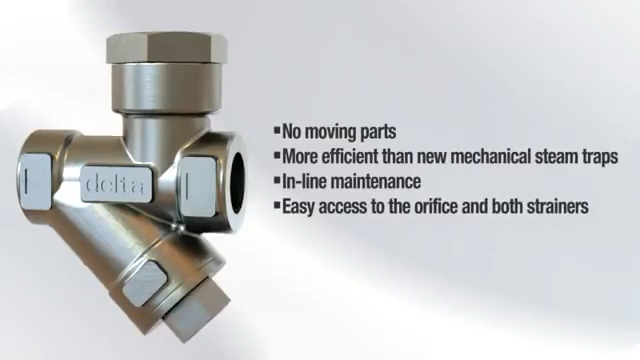 ▪No moving parts
▪More efficient than new mechanical steam traps
▪In-line maintenance
▪Easy access to the orifice and both strainers
delta